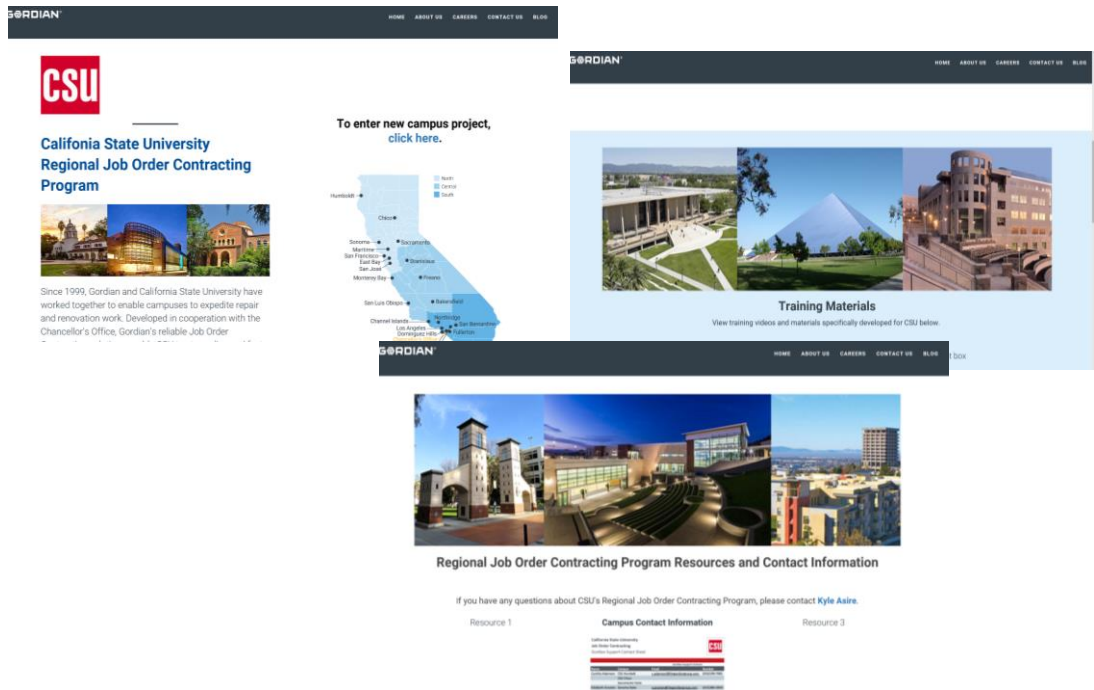 GORDIAN®
HOME ABOUT US CAREERS CONTACT US BLOG
CSU
Califonia State University
Regional Job Order Contracting
Program
Since 1999, Gordian and California State University have
worked together to enable campuses to expedite repair
and renovation work. Developed in cooperation with the
Chancellor's Office, Gordian's reliable Job Order
To enter new campus project,
click here.
North
Central
South
Humboldt
Chico
Sonoma
Sacramento
Maritime
San Francisco
East Bay
Stanislaus
San José
Monterey Bay
Fresno
San Luis Obispo
Bakersfield
Channel Islands
Northridge
Los Angeles
San Bernardino
Dominguez Hills
Fullerton
GORDIAN®
HOME ABOUT US CAREERS CONTACT US BLOG
Training Materials
View training videos and materials specifically developed for CSU below.
box
GORDIAN®
HOME ABOUT US CAREERS CONTACT US BLOG
Regional Job Order Contracting Program Resources and Contact Information
If you have any questions about CSU's Regional Job Order Contracting Program, please contact Kyle Asire.
Resource 1
Campus Contact Information
Resource 3
California State University
Job Order Contracting
Gordian Support Contact Sheet
CSU